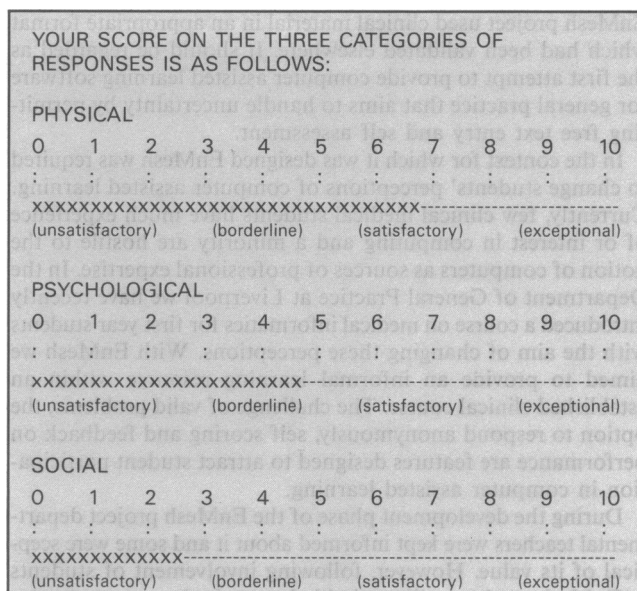 YOUR SCORE ON THE THREE CATEGORIES OF
RESPONSES IS AS FOLLOWS:
PHYSICAL
0 1 2 3 4 5 6 7 8 9 10
: : : : : : : : : : :
xxxxxxxxxxxxxxxxxxxxxxxxxxxxxxxxxxx------------------
(unsatisfactory) (borderline) (satisfactory) (exceptional)
PSYCHOLOGICAL
0 1 2 3 4 5 6 7 8 9 10
: : : : : : : : : : :
xxxxxxxxxxxxxxxxxxxxxxxx
(unsatisfactory) (borderline) (satisfactory) (exceptional)
SOCIAL
0 1 2 3 4 5 6 7 8 9 10
: : : : : : : : : : :
xxxxxxxxxxxxxx
(unsatisfactory) (borderline) (satisfactory) (exceptional)